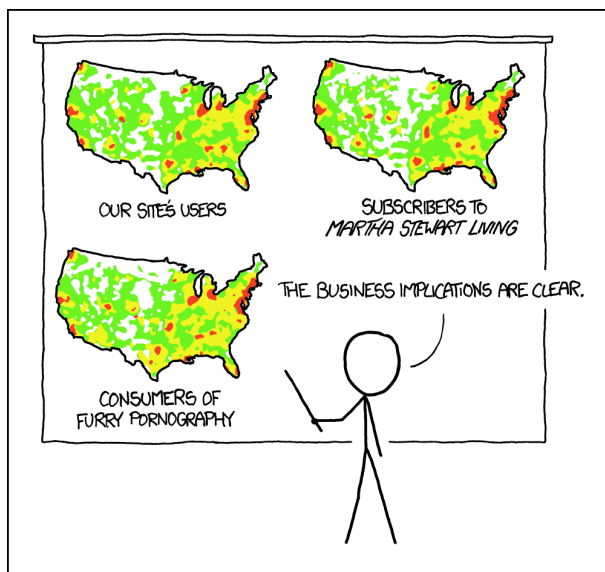 OUR SITE'S USERS
SUBSCRIBERS TO
MARTHA STEWART LIVING
CONSUMERS OF
FURRY PORNOGRAPHY
THE BUSINESS IMPLICATIONS ARE CLEAR.